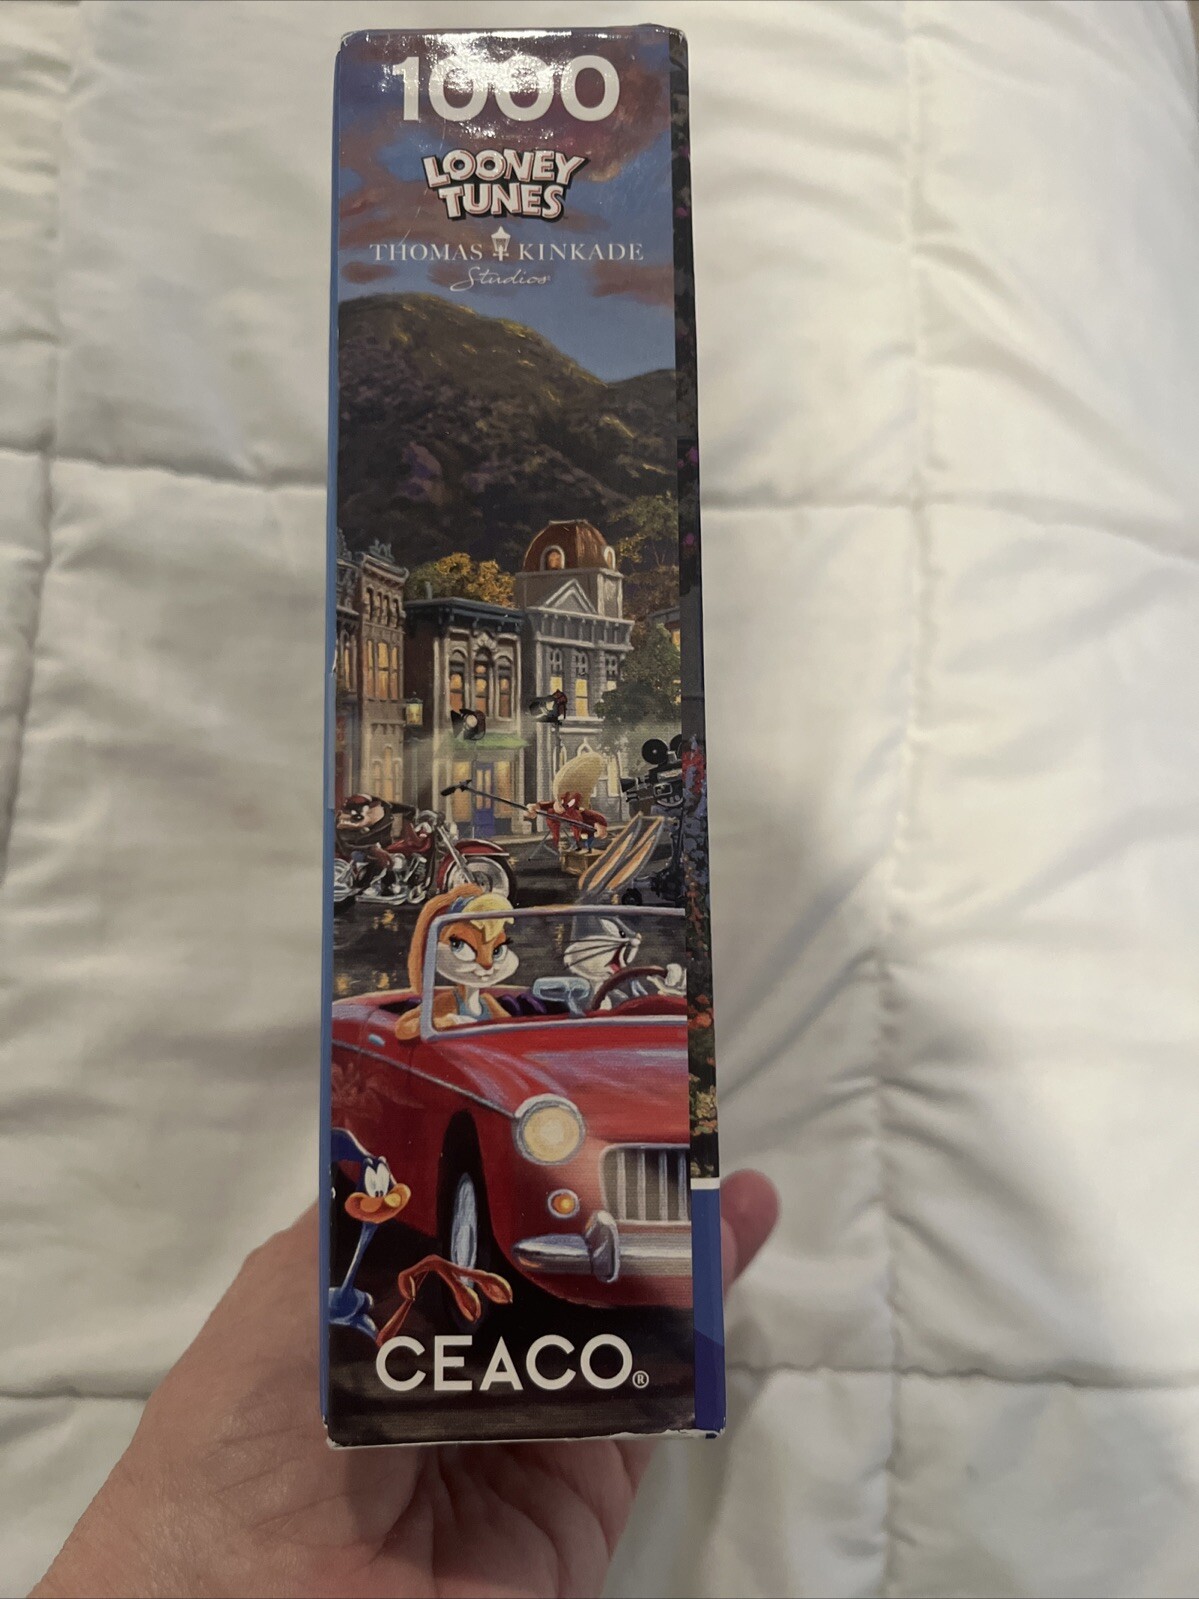 1000
LOONEY
TUNES
THOMAS KINKADE
Studios
CEACO®